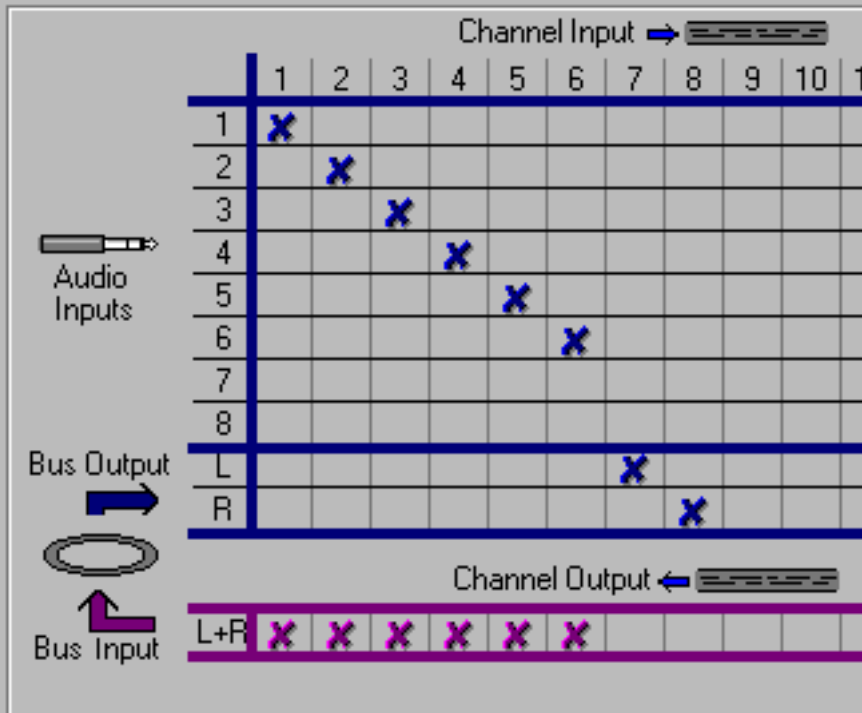 Channel Input
1 2 3 4 5 6 7 8 9 10
1
2
3
4
Audio
Inputs
5
6
7
8
Bus Output
L
R
Channel Output
L+R
Bus Input